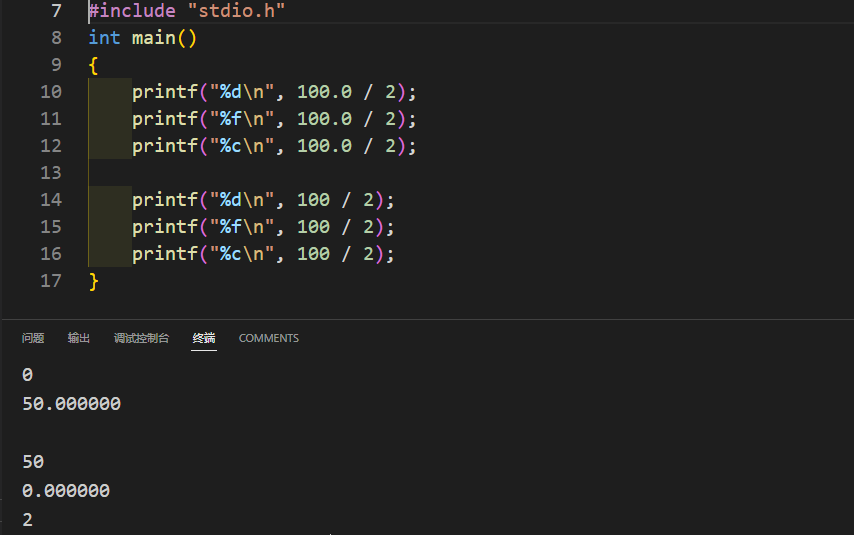 7 #include "stdio.h"
8 int main()
9 {
10 printf("%d\n", 100.0 / 2);
11 printf("%f\n", 100.0 / 2);
12 printf("%c\n", 100.0 / 2);
13
14 printf("%d\n", 100 / 2);
15 printf("%f\n", 100 / 2);
16 printf("%c\n", 100 / 2);
17 }
问题 输出 调试控制台 终端 COMMENTS
0
50.000000
50
0.000000
2